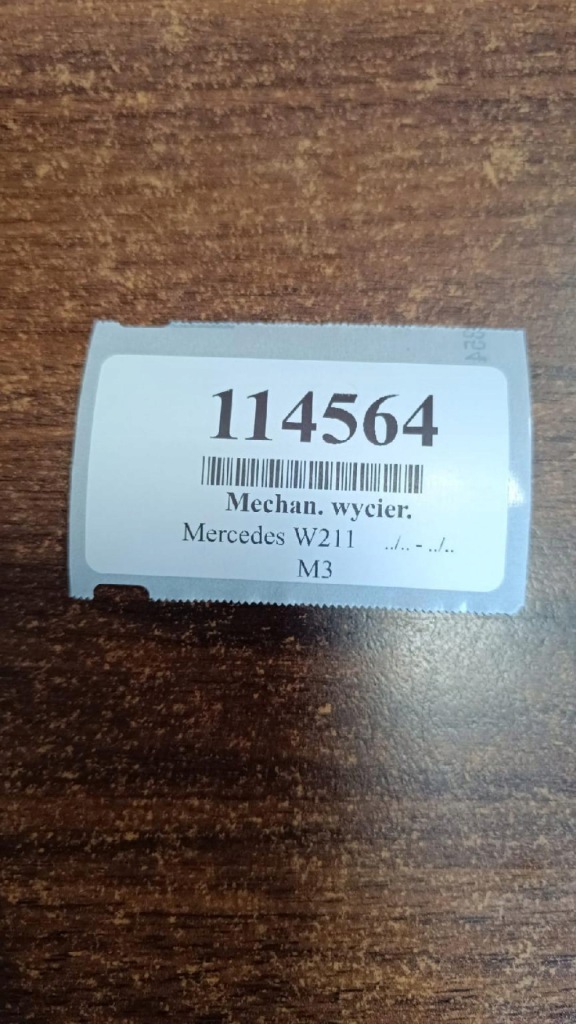 114564
Mechan. wycier.
Mercedes W211 ../.. - ../..
M3